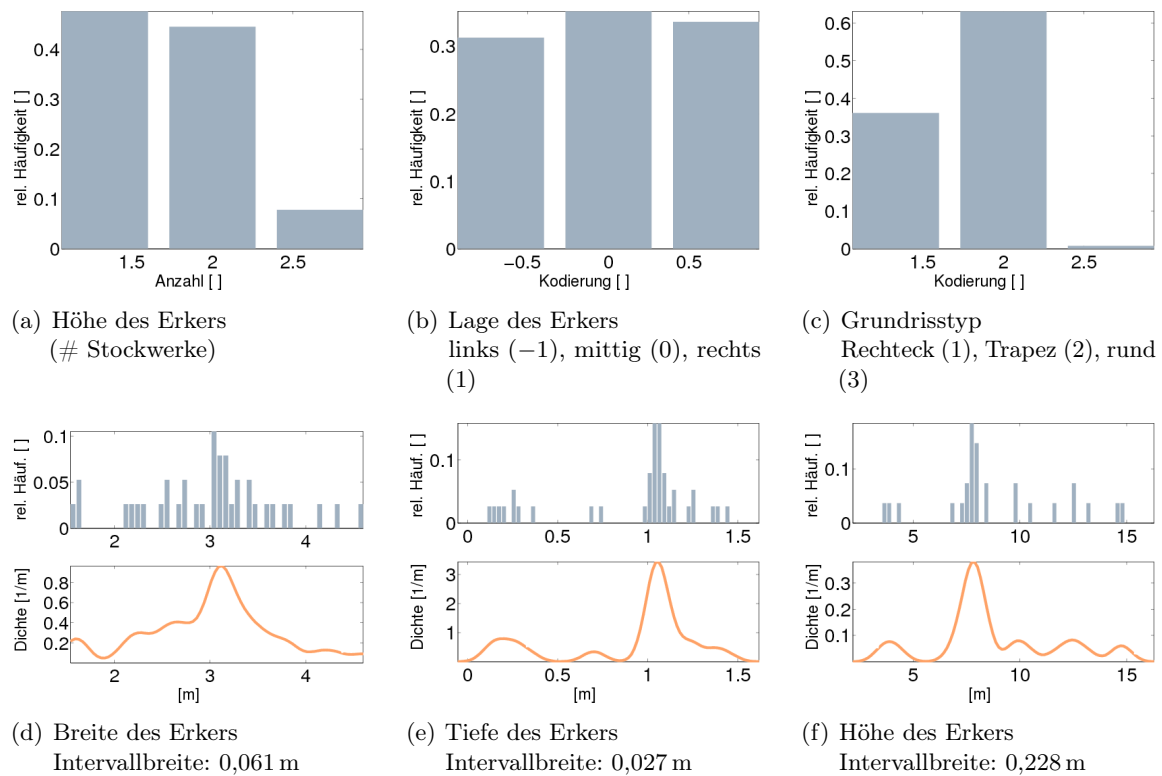 rel. Häufigkeit [ ]
0.4
0.3
0.2
0.1
0
1.5 2 2.5
Anzahl [ ]
(a) Höhe des Erkers
(# Stockwerke)
rel. Häufigkeit [ ]
0.3
0.2
0.1
0
−0.5 0 0.5
Kodierung [ ]
(b) Lage des Erkers
links (−1), mittig (0), rechts
(1)
rel. Häufigkeit [ ]
0.6
0.5
0.4
0.3
0.2
0.1
0
1.5 2 2.5
Kodierung [ ]
(c) Grundrisstyp
Rechteck (1), Trapez (2), rund
(3)
rel. Häuf. [ ]
0.1
0.05
0
2 3 4
Dichte [1/m]
0.8
0.6
0.4
0.2
2 3 4
[m]
(d) Breite des Erkers
Intervallbreite: 0,061 m
rel. Häuf. [ ]
0.1
0
0 0.5 1 1.5
Dichte [1/m]
3
2
1
0 0.5 1 1.5
[m]
(e) Tiefe des Erkers
Intervallbreite: 0,027 m
rel. Häuf. [ ]
0.1
0
5 10 15
Dichte [1/m]
0.3
0.2
0.1
5 10 15
[m]
(f) Höhe des Erkers
Intervallbreite: 0,228 m